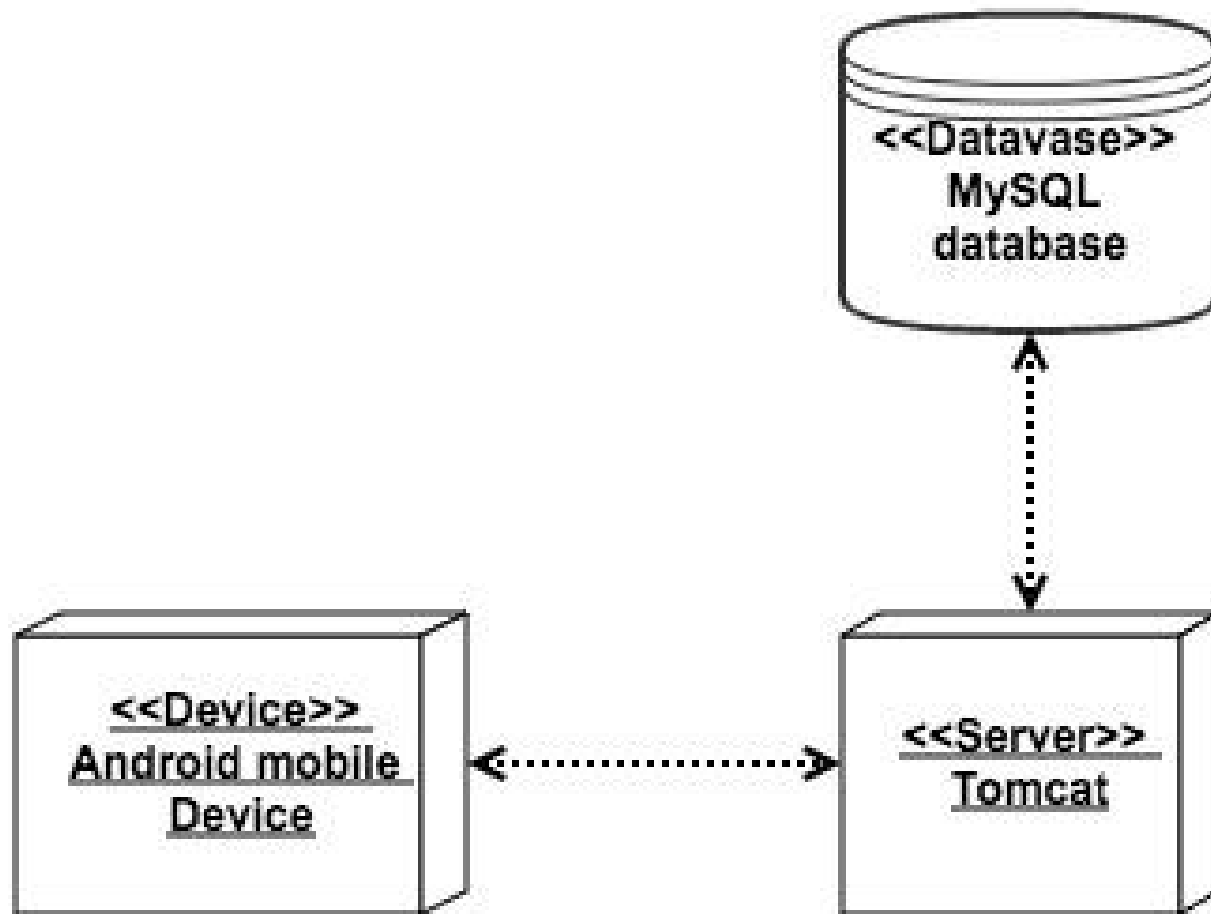 <<Datavase>>
MySQL
database
<<Device>>
Android mobile
Device
<<Server>>
Tomcat